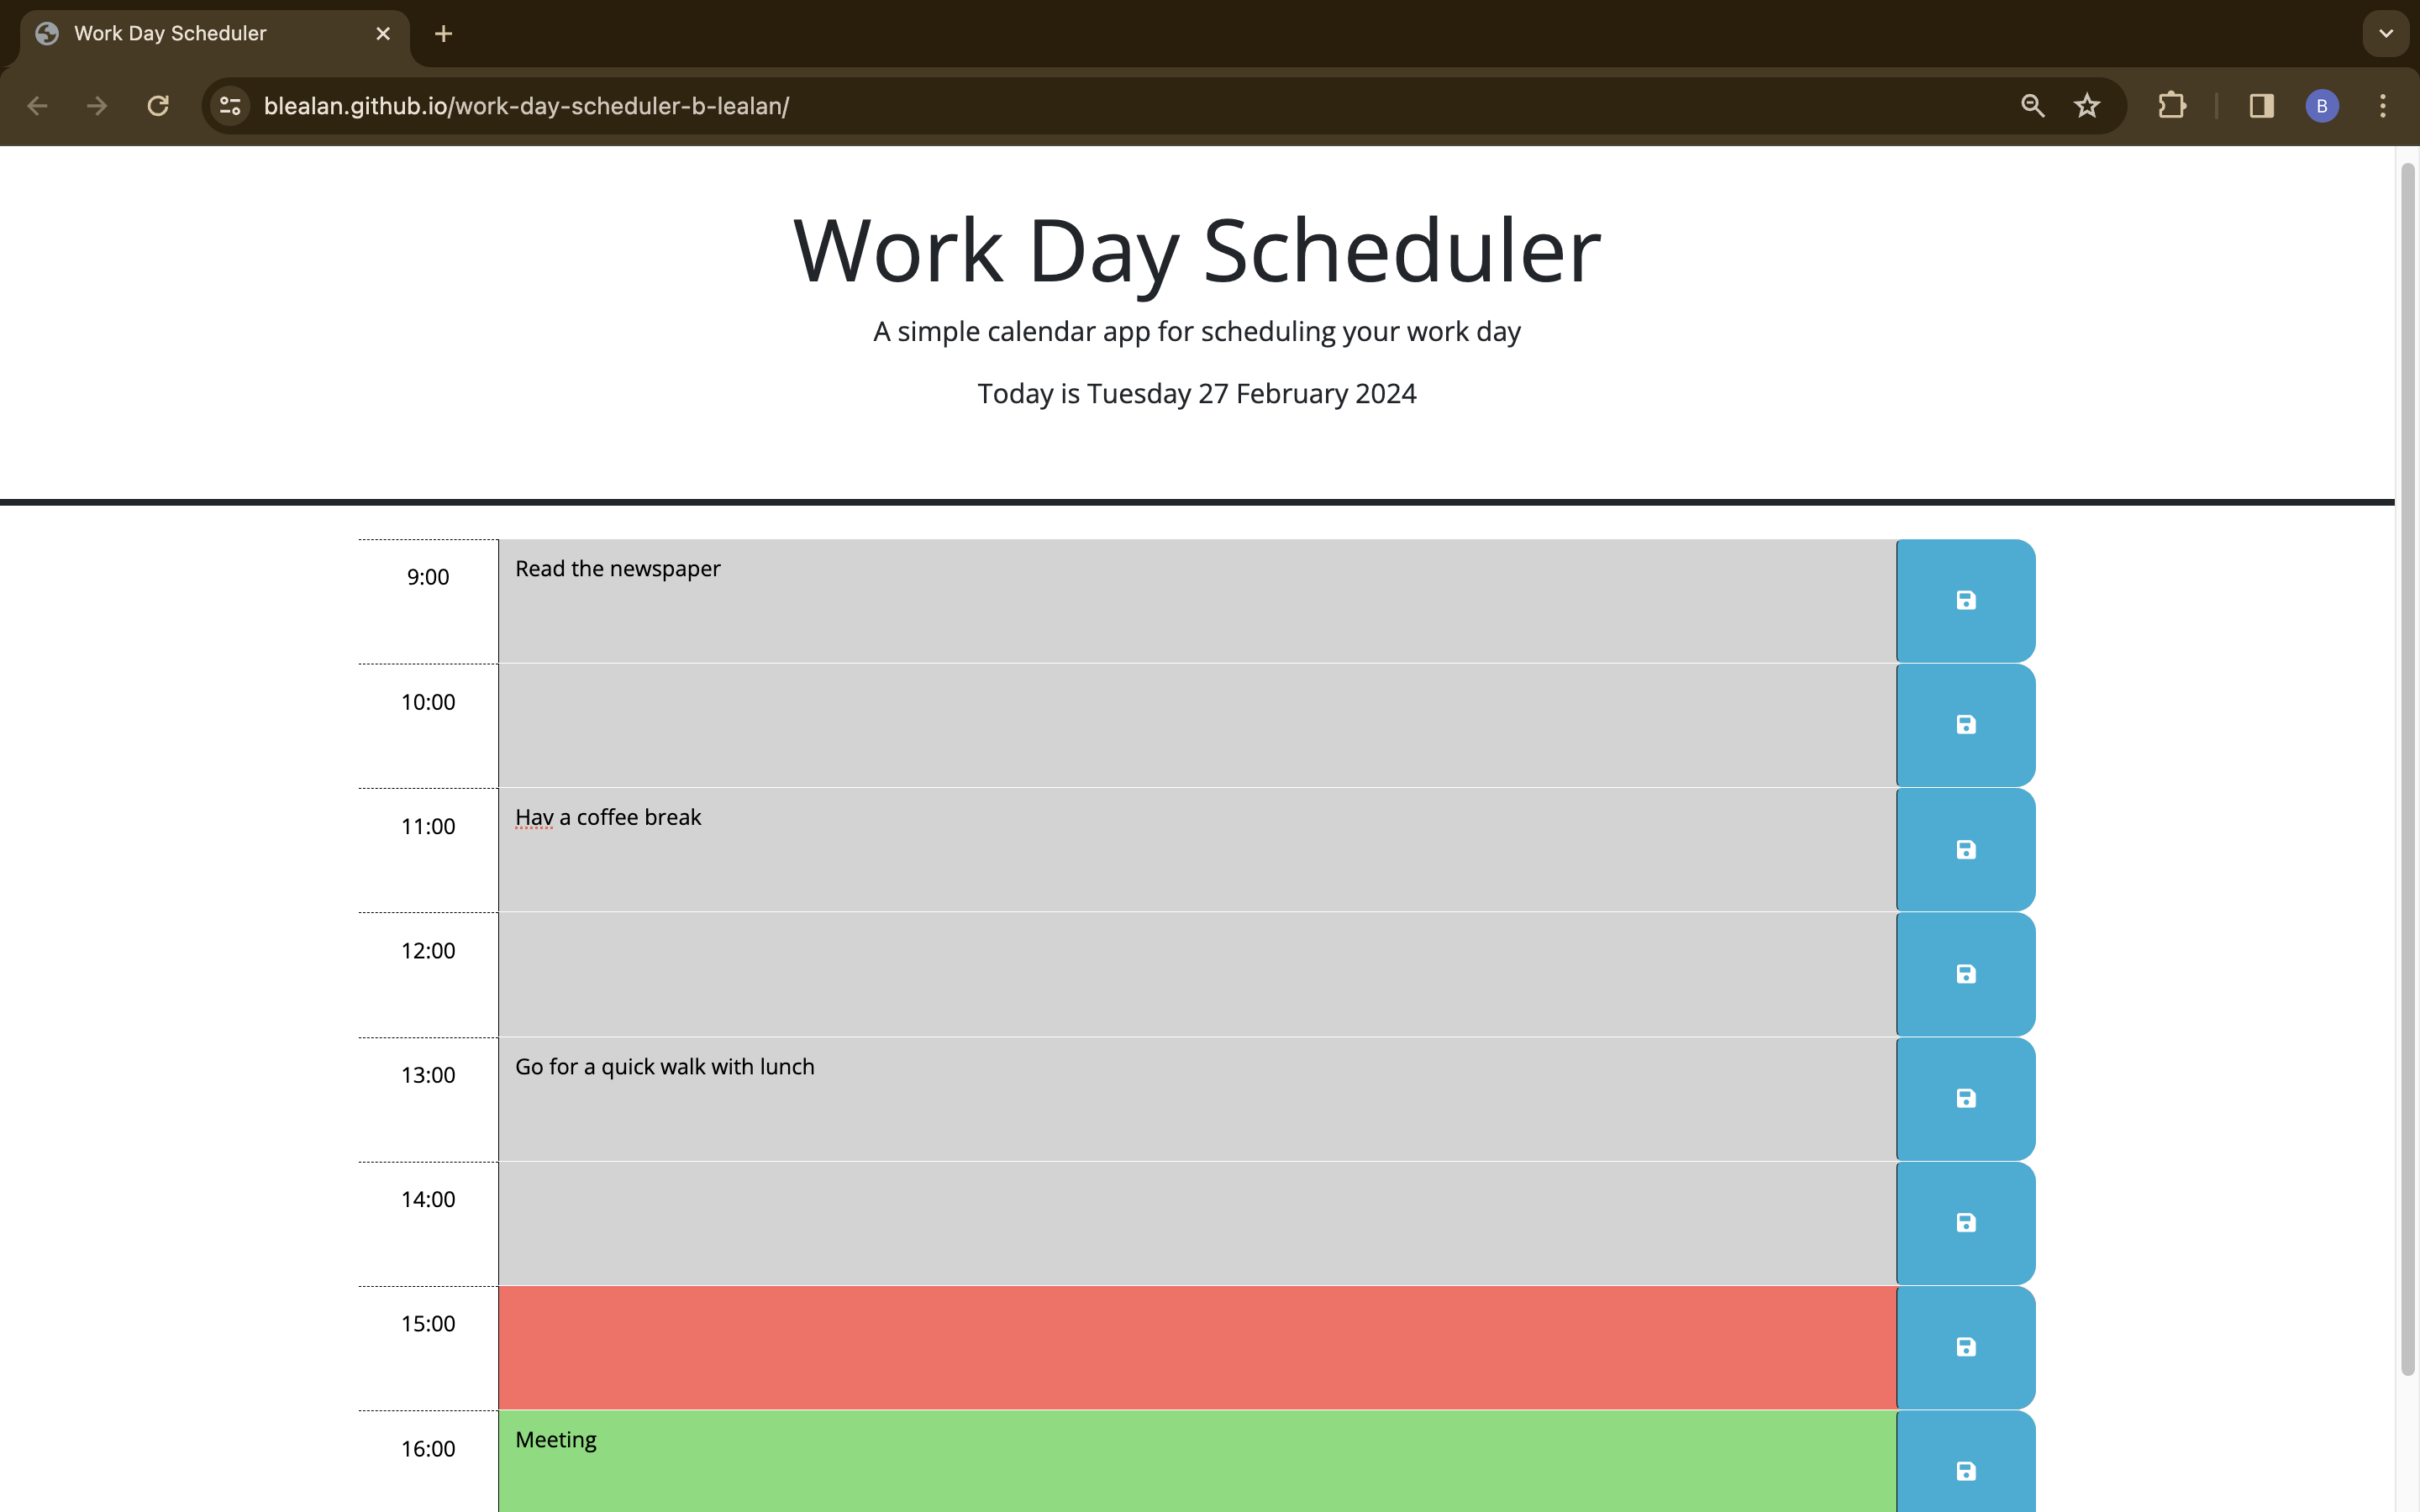 Work Day Scheduler
blealan.github.io/work-day-scheduler-b-lealan/
B
Work Day Scheduler
A simple calendar app for scheduling your work day
Today is Tuesday 27 February 2024
9:00 Read the newspaper
10:00
11:00 Hav a coffee break
12:00
13:00 Go for a quick walk with lunch
14:00
15:00
16:00 Meeting